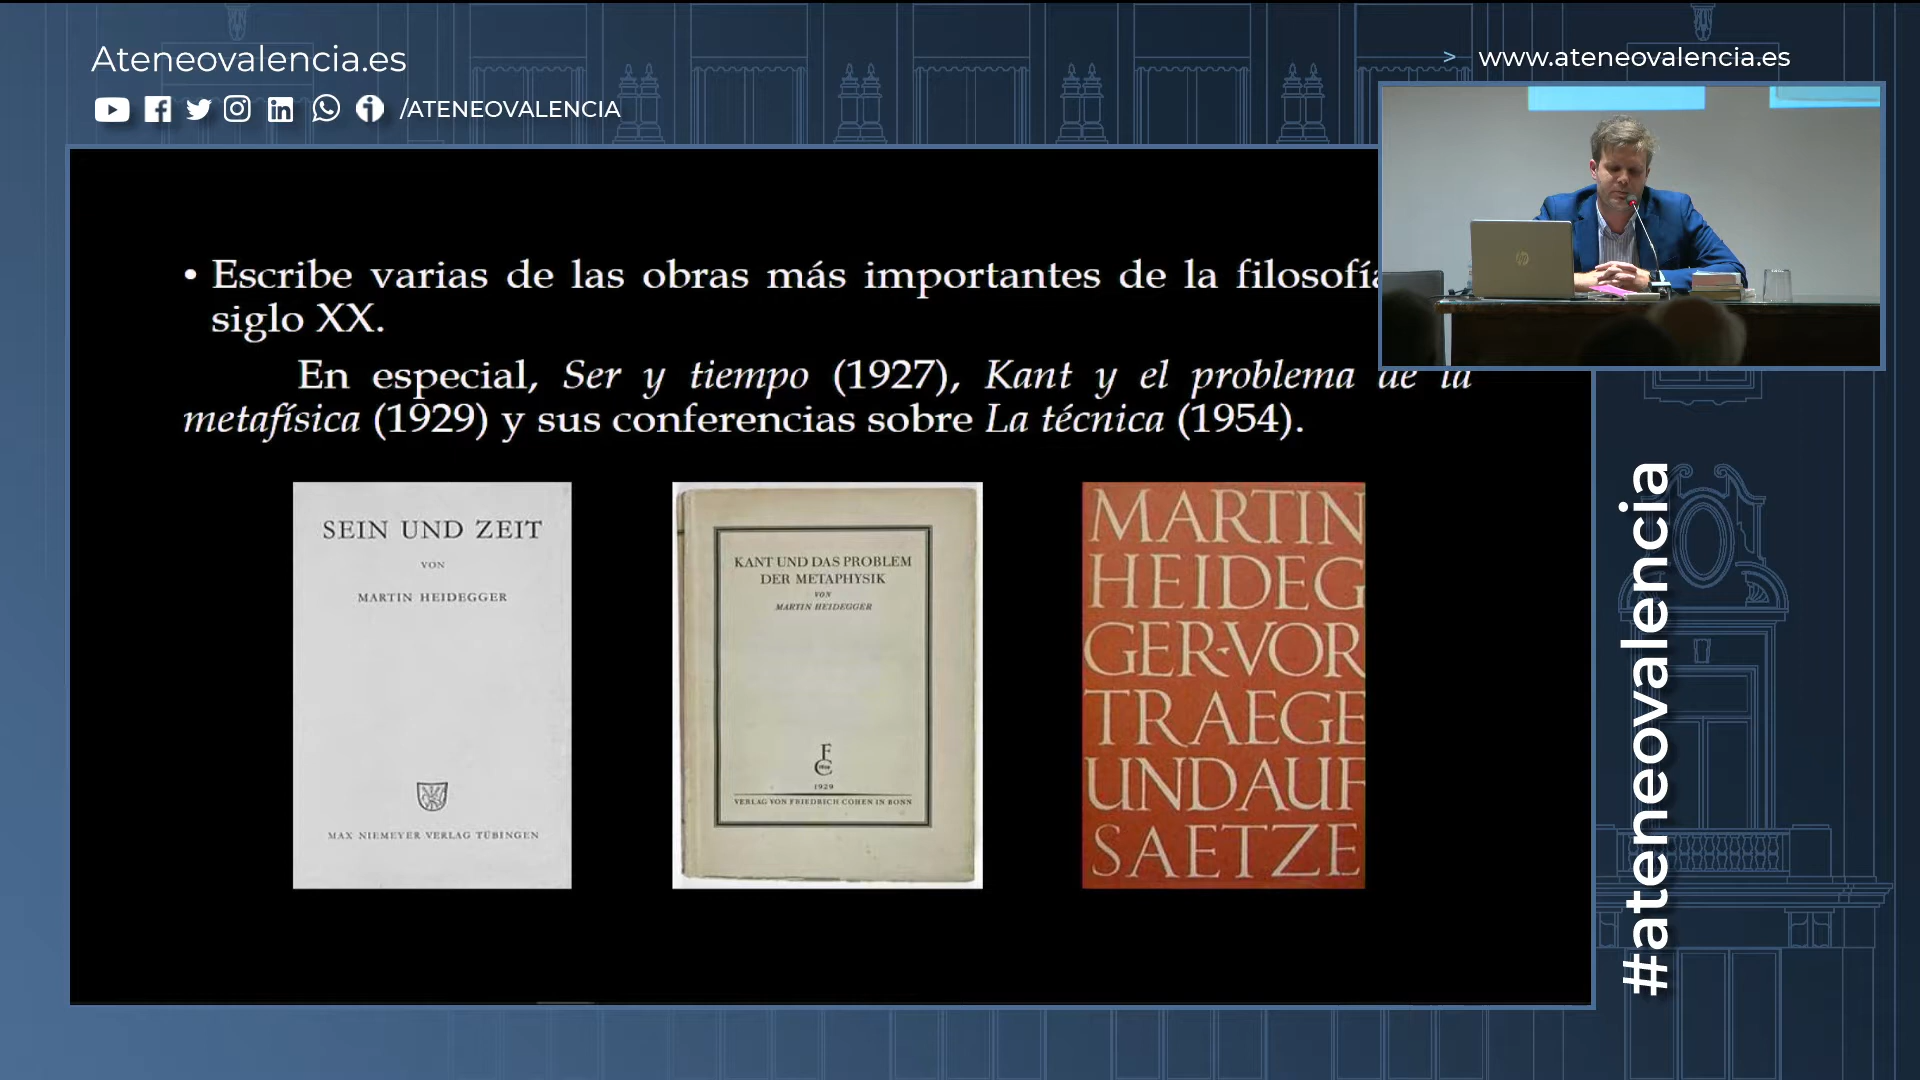 Ateneovalencia.es
/ATENEOVALENCIA
> www.ateneovalencia.es
• Escribe varias de las obras más importantes de la filosofía
siglo XX.
En especial, Ser y tiempo (1927), Kant y el problema de la
metafísica (1929) y sus conferencias sobre La técnica (1954).
SEIN UND ZEIT
VON
MARTIN HEIDEGGER
MAX NIEMEYER VERLAG TÜBINGEN
KANT UND DAS PROBLEM
DER METAPHYSIK
VON
MARTIN HEIDEGGER
F
C
1929
VERLAG VON FRIEDRICH COHEN IN BONN
MARTIN
HEIDEG
GER·VOR
TRAEGE
UNDAUF
SAETZE
#ateneovalencia
hp